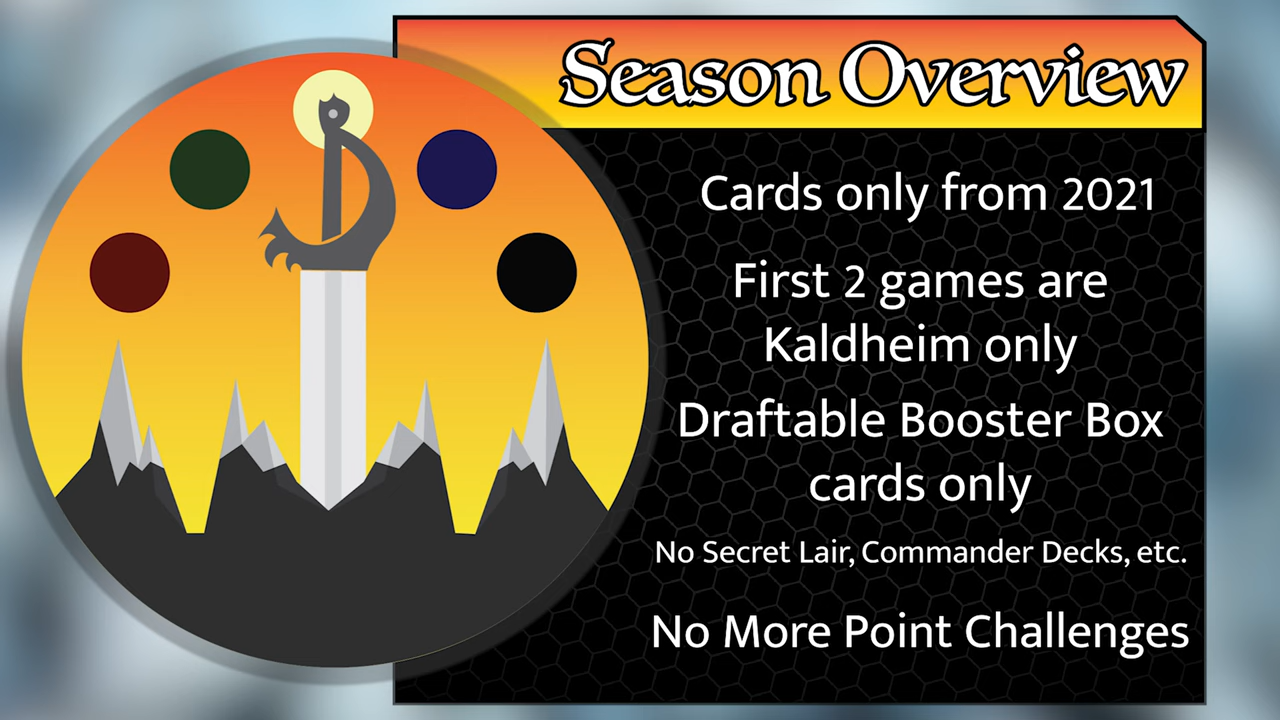 Season Overview
Cards only from 2021
First 2 games are
Kaldheim only
Draftable Booster Box
cards only
No Secret Lair, Commander Decks, etc.
No More Point Challenges